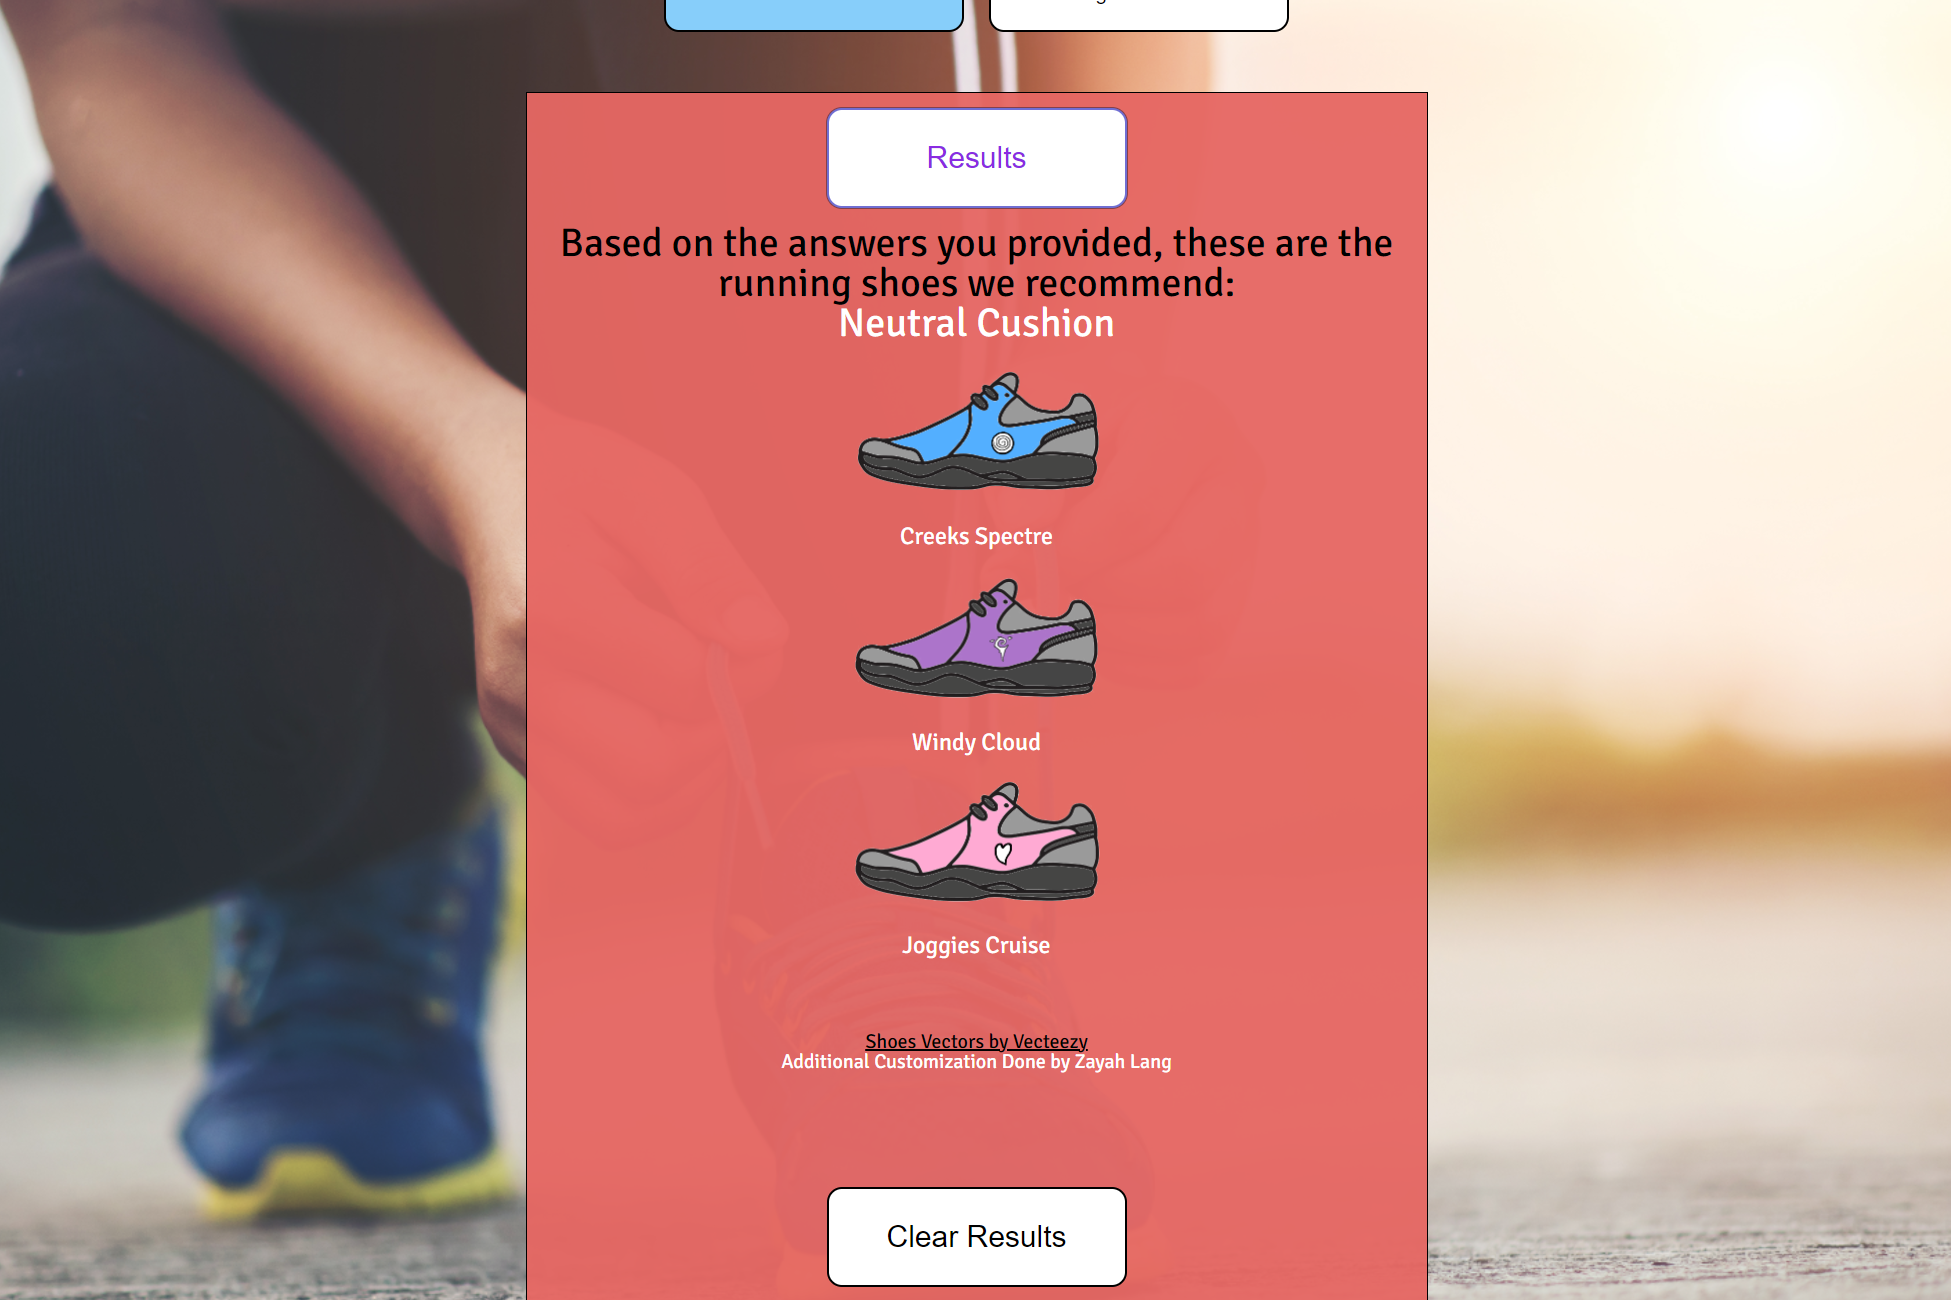 Results
Based on the answers you provided, these are the
running shoes we recommend:
Neutral Cushion
Creeks Spectre
Windy Cloud
Joggies Cruise
Shoes Vectors by Vecteezy
Additional Customization Done by Zayah Lang
Clear Results